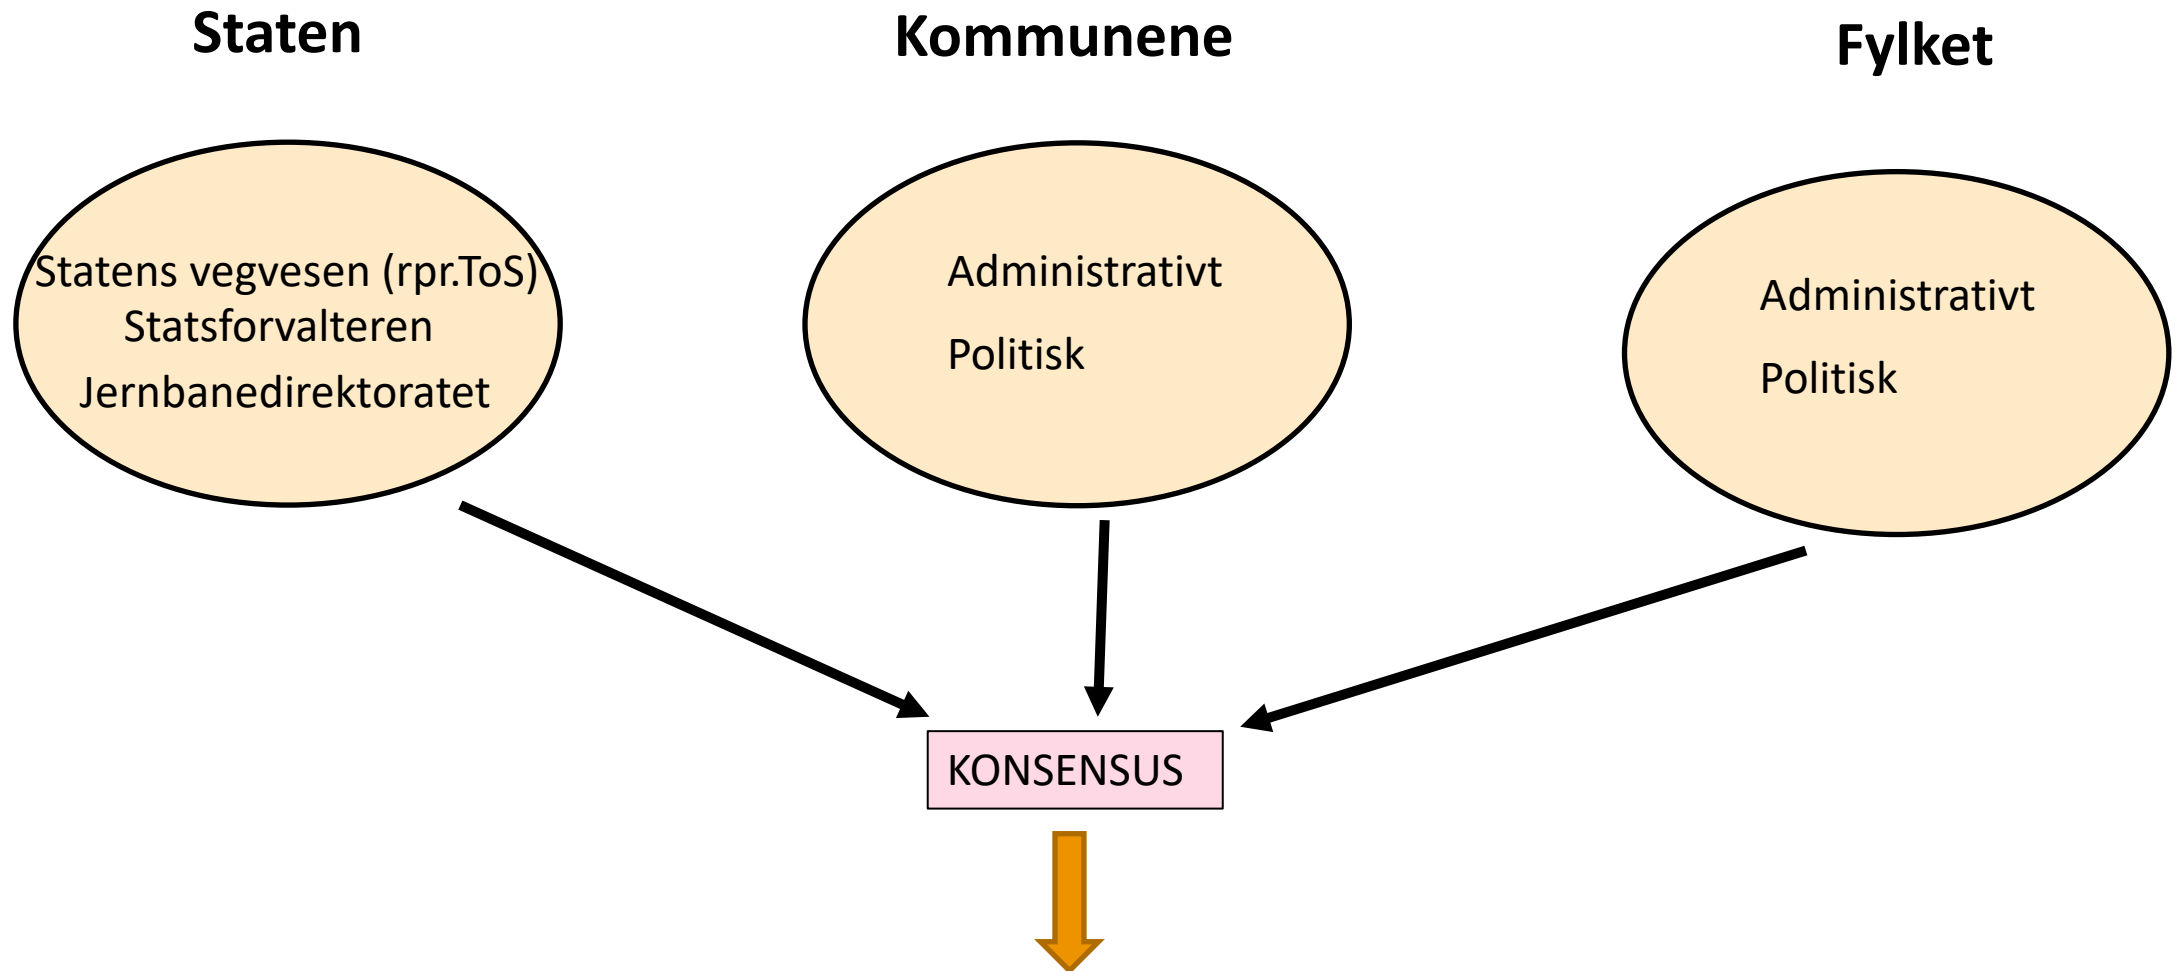 Staten
Kommunene
Fylket
Statens vegvesen (rpr.ToS)
Statsforvalteren
Jernbanedirektoratet
Administrativt
Politisk
Administrativt
Politisk
KONSENSUS